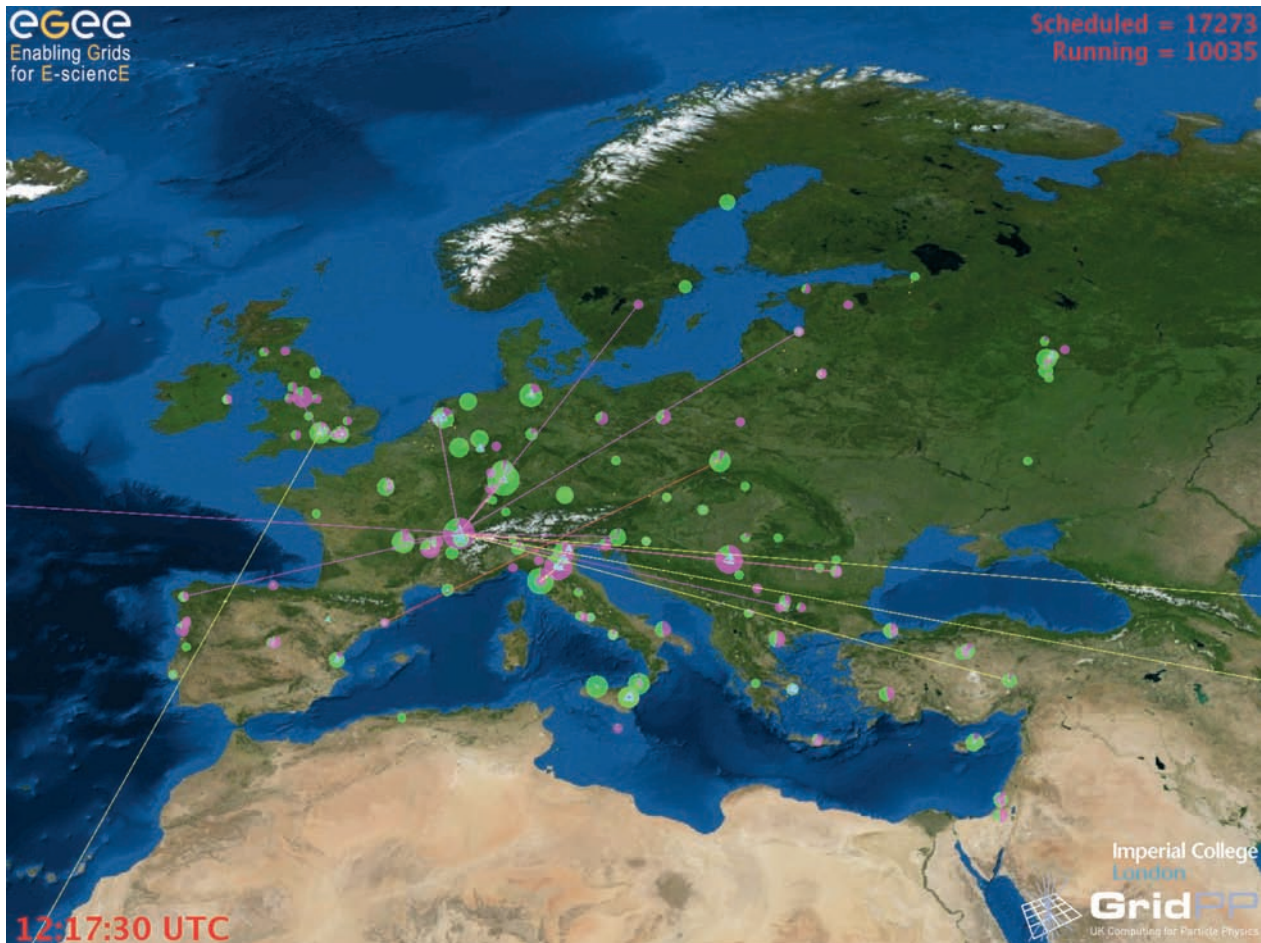 eGee
Enabling Grids
for E-sciencE
Scheduled = 17273
Running = 10035
12:17:30 UTC
Imperial College
London
GridPP
UK Computing for Particle Physics